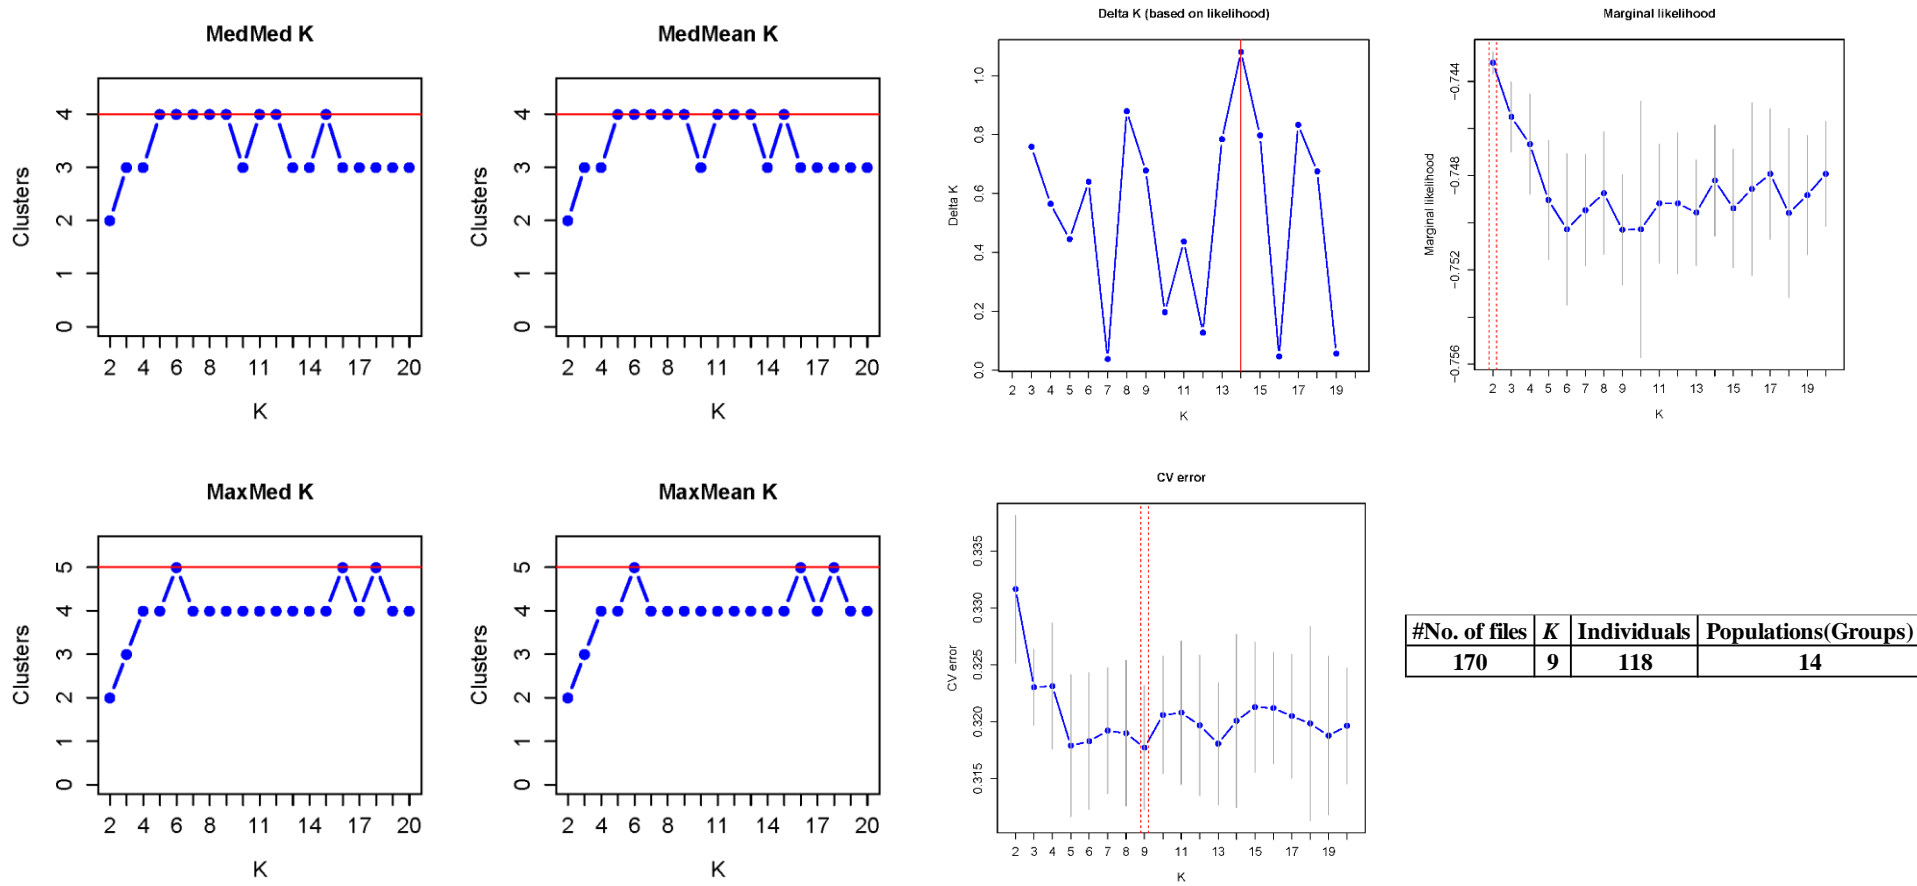 MedMed K
Clusters
4
3
2
1
0
2 4 6 8 11 14 17 20
K
MedMean K
Clusters
4
3
2
1
0
2 4 6 8 11 14 17 20
K
Delta K (based on likelihood)
Delta K
1.0
0.8
0.6
0.4
0.2
0.0
2 3 4 5 6 7 8 9 11 13 15 17 19
K
Marginal likelihood
Marginal likelihood
−0.744
−0.748
−0.752
−0.756
2 3 4 5 6 7 8 9 11 13 15 17 19
K
MaxMed K
Clusters
5
4
3
2
1
0
2 4 6 8 11 14 17 20
K
MaxMean K
Clusters
5
4
3
2
1
0
2 4 6 8 11 14 17 20
K
CV error
CV error
0.335
0.330
0.325
0.320
0.315
2 3 4 5 6 7 8 9 11 13 15 17 19
K
#No. of files K Individuals Populations(Groups)
170 9 118 14